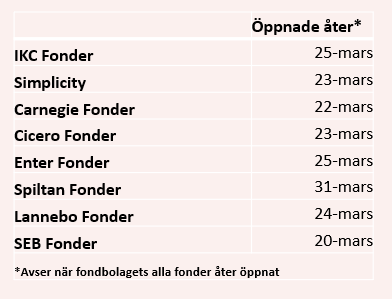 Öppnade åter*
IKC Fonder 25-mars
Simplicity 23-mars
Carnegie Fonder 22-mars
Cicero Fonder 23-mars
Enter Fonder 25-mars
Spiltan Fonder 31-mars
Lannebo Fonder 24-mars
SEB Fonder 20-mars
*Avser när fondbolagets alla fonder åter öppnat